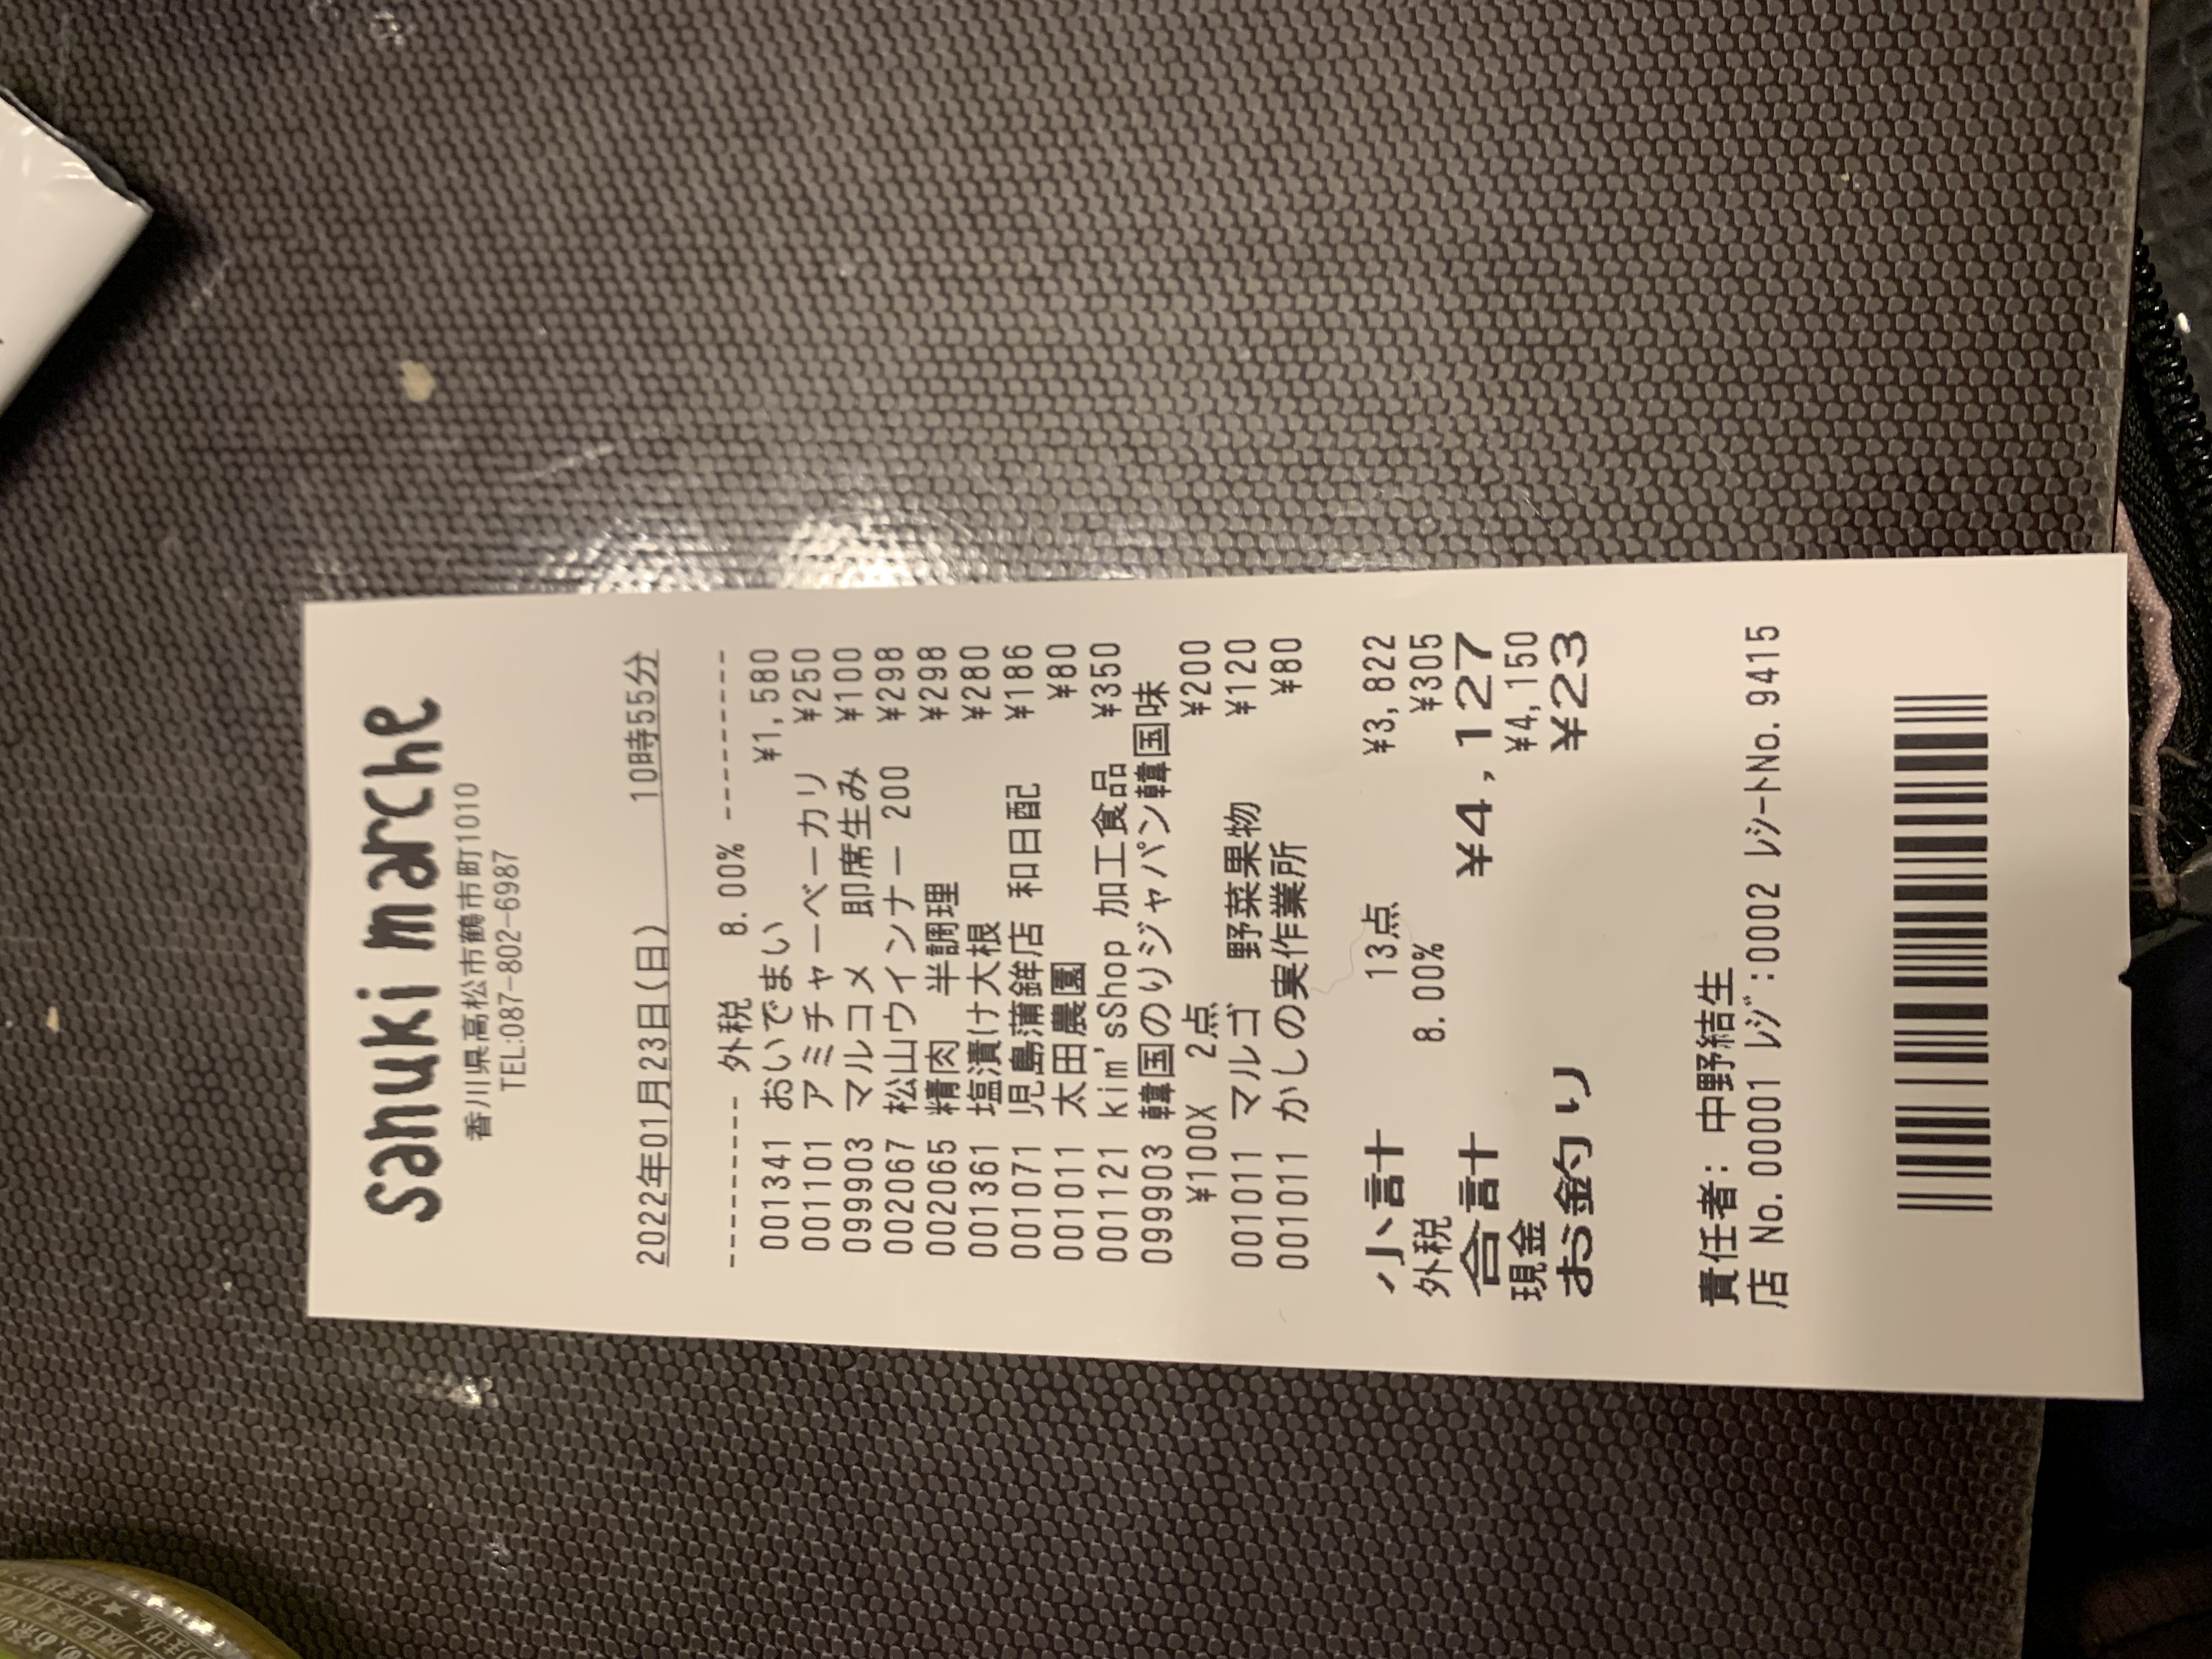 sanuki marche
香川県高松市鶴市町1010
TEL:087-802-6987
2022年01月23日(日) 10時55分
--------- 外税 8.00% ---------
001341 おいでまい ¥1,580
001101 アミチャーベーカリ ¥250
099903 マルコメ 即席生み ¥100
002067 松山ウインナー 200 ¥298
002065 精肉 半調理 ¥298
001361 塩漬け大根 ¥280
001071 児島蒲鉾店 和日配 ¥186
001011 太田農園 ¥80
001121 kim'sShop 加工食品 ¥350
099903 韓国のりジャパン韓国味
¥100X 2点 ¥200
001011 マルゴ 野菜果物 ¥120
001011 かしの実作業所 ¥80
小計 13点 ¥3,822
外税 8.00% ¥305
合計 ¥4,127
現金 ¥4,150
お釣り ¥23
責任者: 中野結生
店 No.00001 レジ:0002 レシートNo.9415